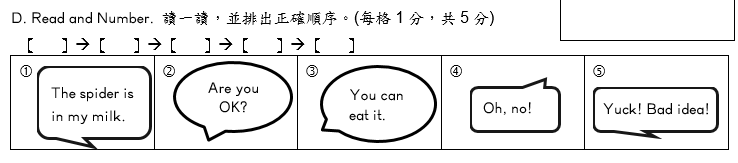 D. Read and Number. 讀一讀，並排出正確順序。(每格 1 分，共 5 分)
【　】→【　】→【　】→【　】→【　】
① The spider is
in my milk.
② Are you
OK?
③ You can
eat it.
④ Oh, no!
⑤ Yuck! Bad idea!